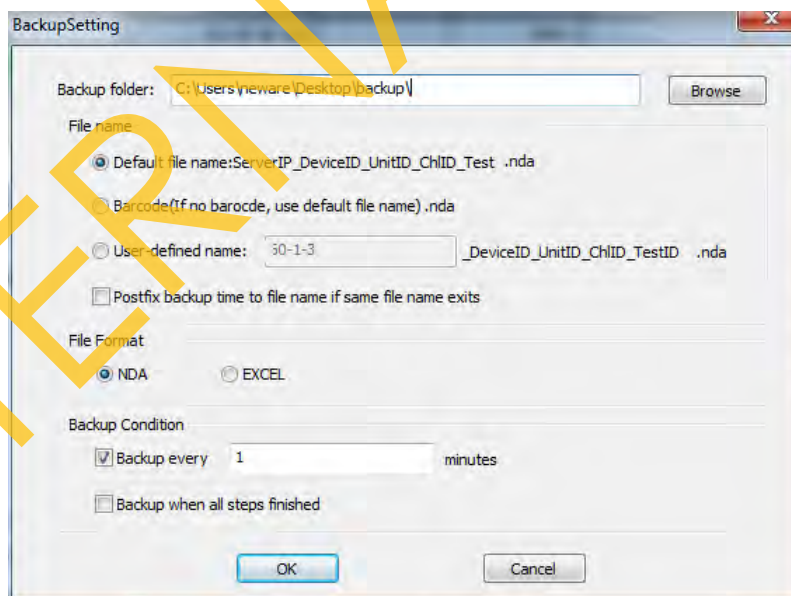 BackupSetting
Backup folder: C:\Users\neware\Desktop\backup\ Browse
File name
Default file name:ServerIP_DeviceID_UnitID_ChlID_Test .nda
Barcode(If no barocde, use default file name) .nda
User-defined name: 60-1-3 _DeviceID_UnitID_ChlID_TestID .nda
Postfix backup time to file name if same file name exits
File Format
NDA EXCEL
Backup Condition
Backup every 1 minutes
Backup when all steps finished
OK Cancel